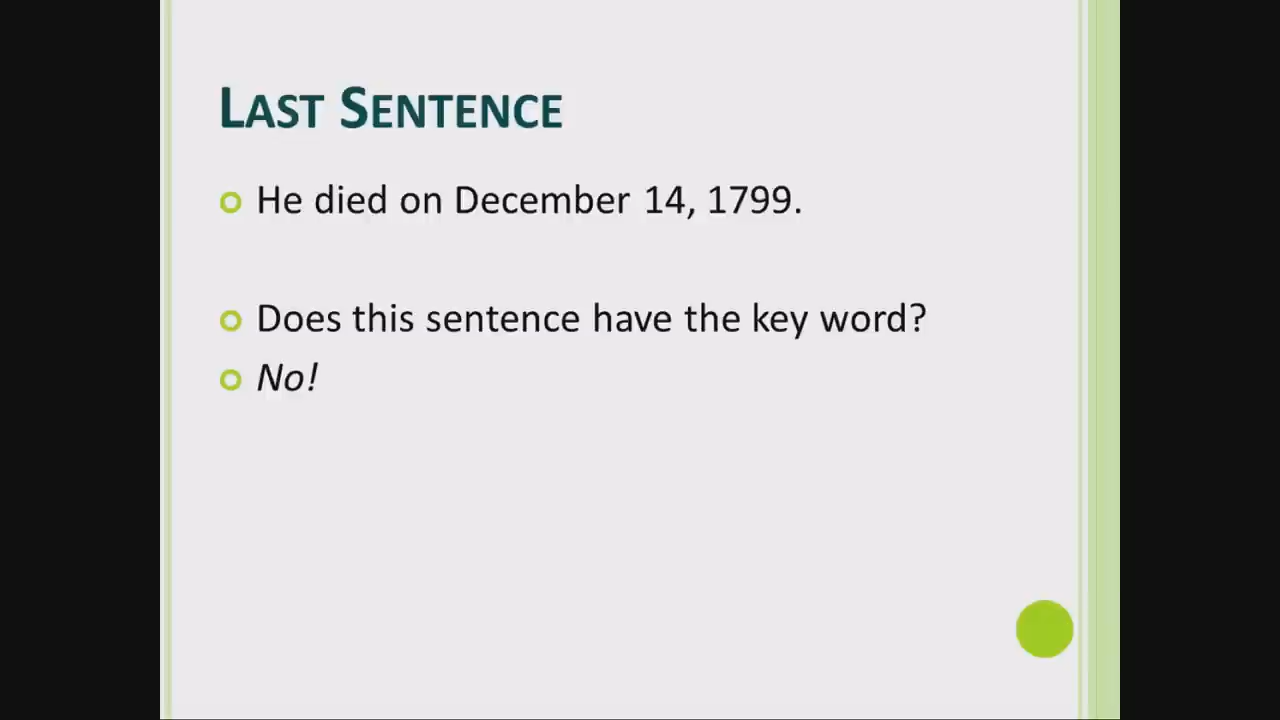 LAST SENTENCE
He died on December 14, 1799.
Does this sentence have the key word?
No!